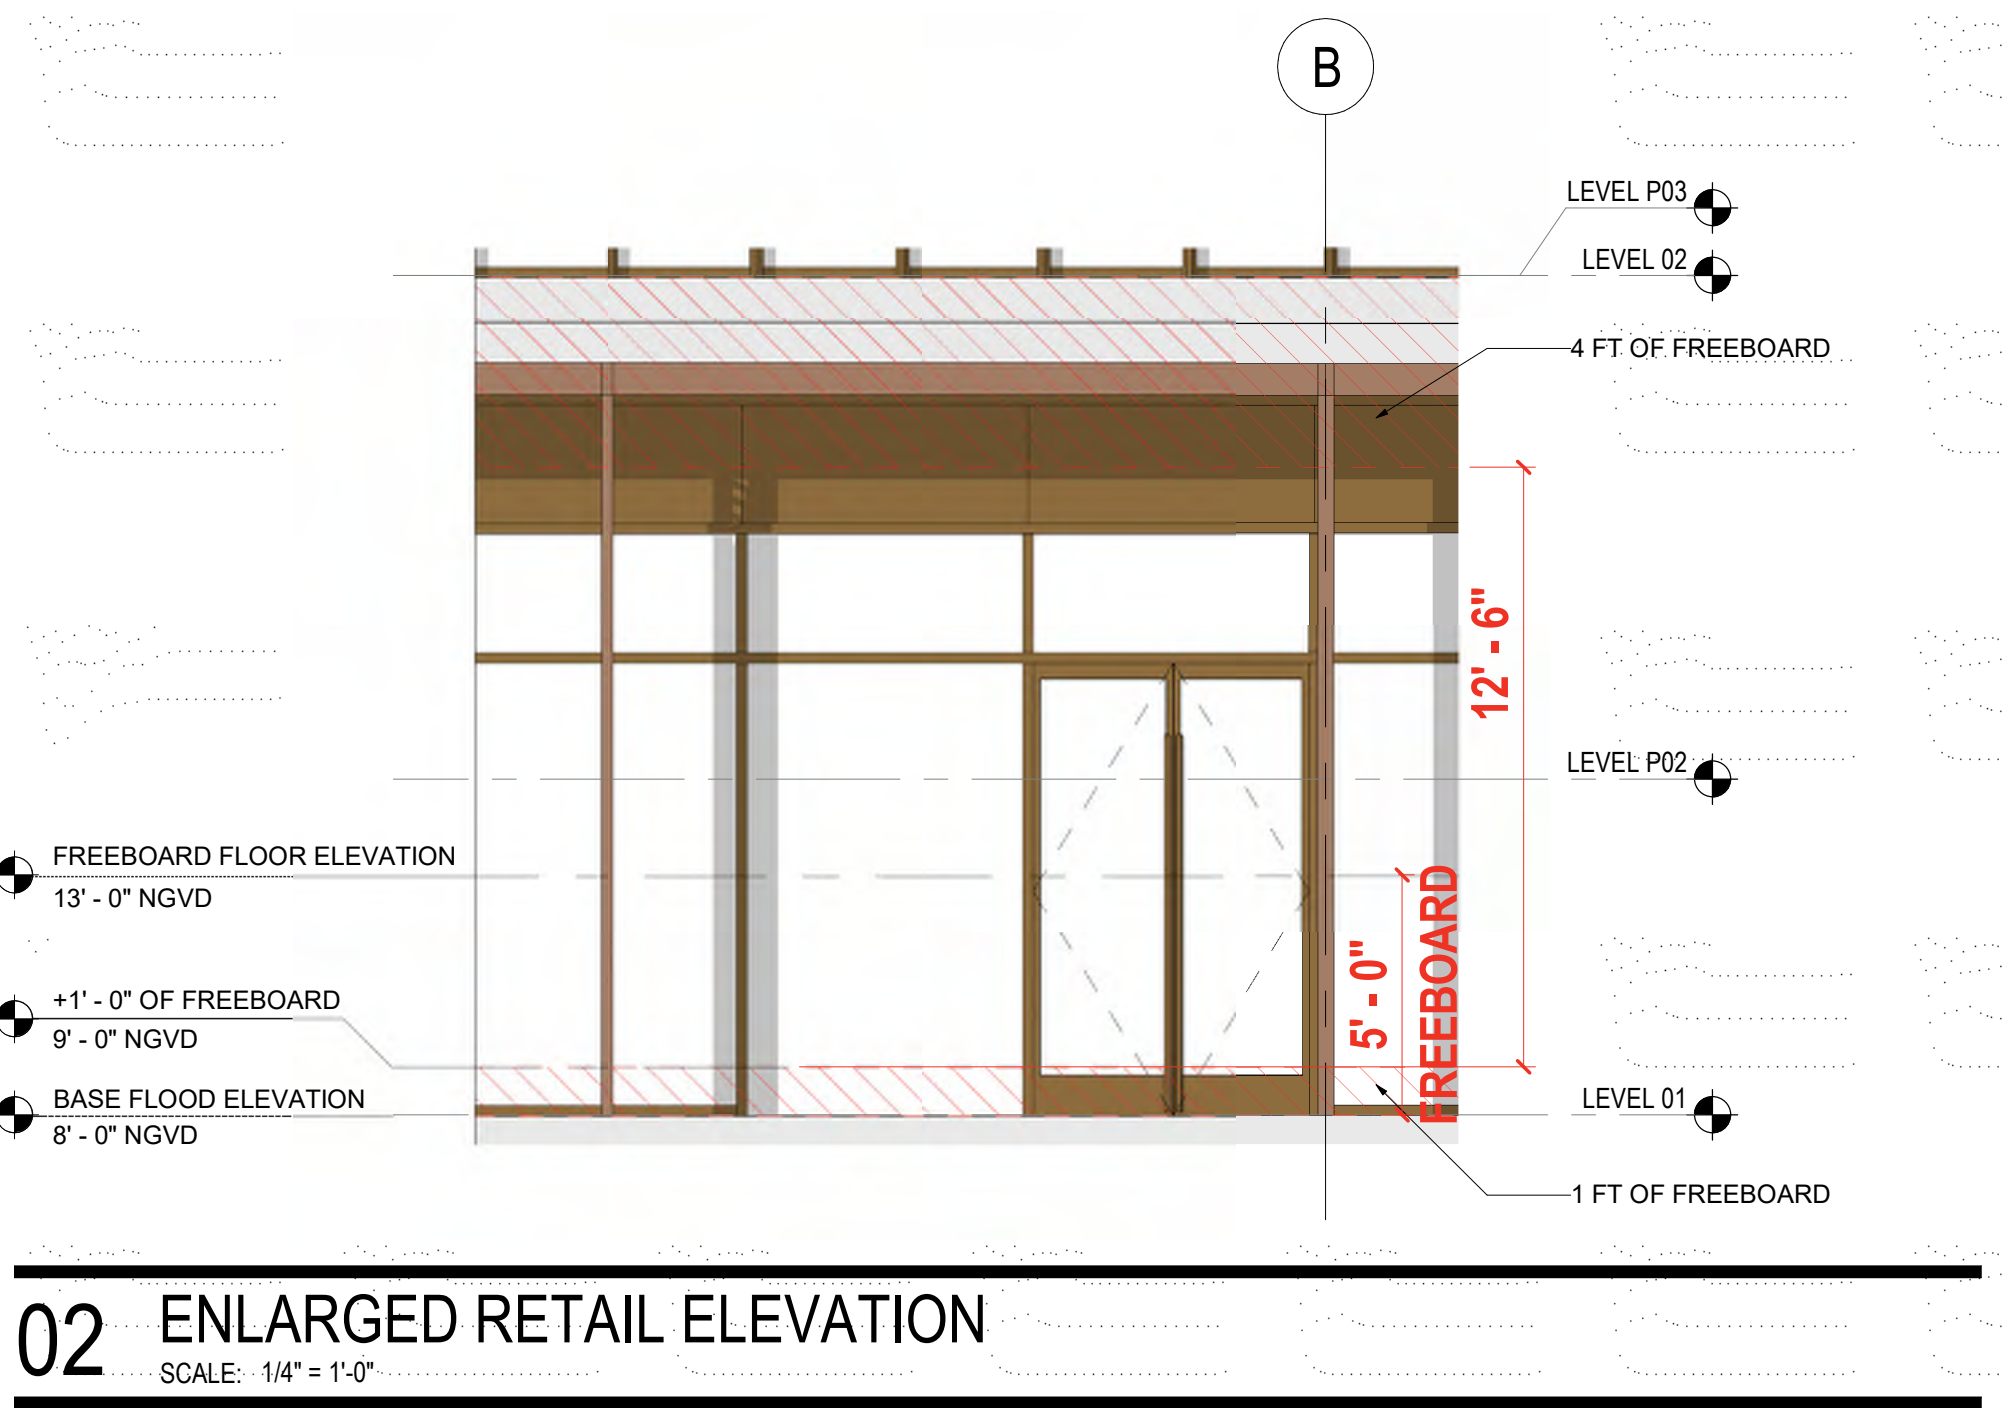 B
LEVEL P03
LEVEL 02
4 FT OF FREEBOARD
12' - 6"
LEVEL P02
FREEBOARD FLOOR ELEVATION
13' - 0" NGVD
5' - 0"
FREEBOARD
+1' - 0" OF FREEBOARD
9' - 0" NGVD
BASE FLOOD ELEVATION
8' - 0" NGVD
LEVEL 01
1 FT OF FREEBOARD
02
ENLARGED RETAIL ELEVATION
SCALE: 1/4" = 1'-0"